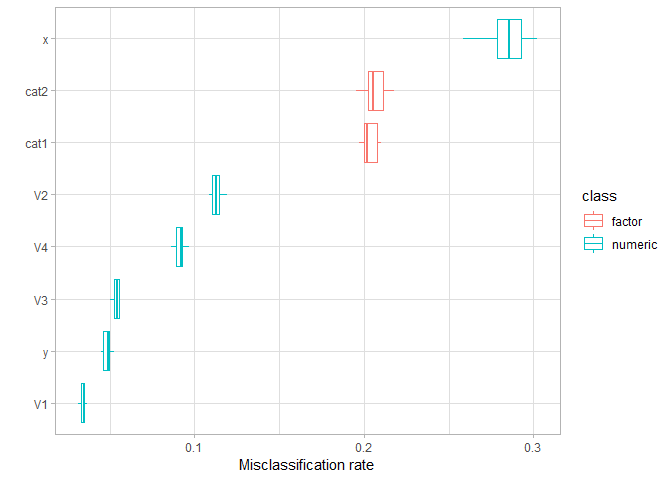 x
cat2
cat1
V2
V4
V3
y
V1
0.1
0.2
0.3
Misclassification rate
class
factor
numeric